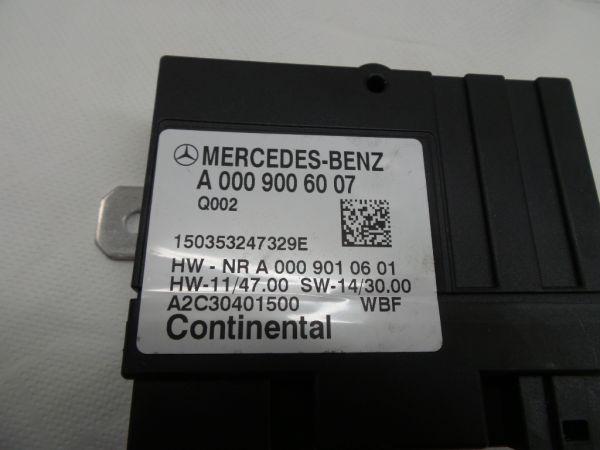 MERCEDES-BENZ
A 000 900 60 07
Q002
150353247329E
HW - NR A 000 901 06 01
HW-11/47.00 SW-14/30.00
A2C30401500 WBF
Continental